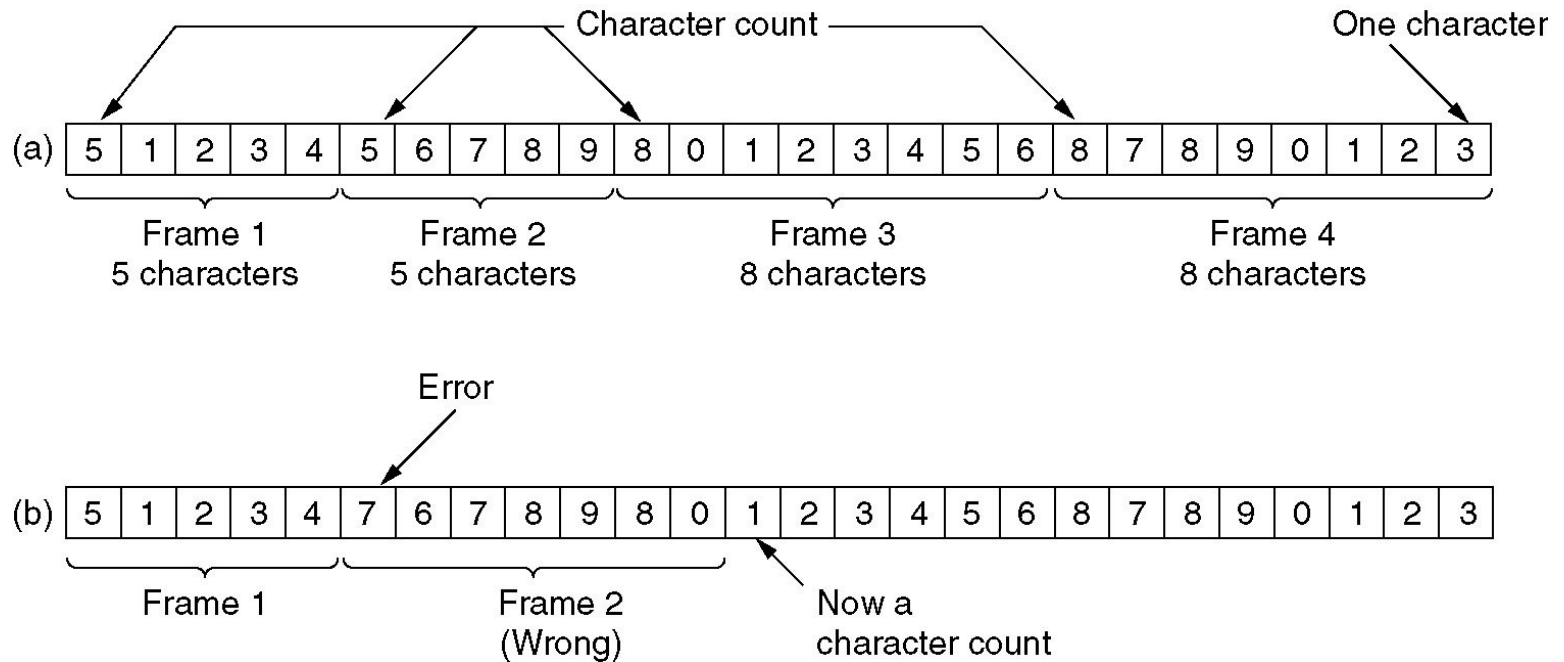 Character count One character
(a) 5 1 2 3 4 5 6 7 8 9 8 0 1 2 3 4 5 6 8 7 8 9 0 1 2 3
Frame 1 Frame 2 Frame 3 Frame 4
5 characters 5 characters 8 characters 8 characters
Error
(b) 5 1 2 3 4 7 6 7 8 9 8 0 1 2 3 4 5 6 8 7 8 9 0 1 2 3
Frame 1 Frame 2 Now a
(Wrong) character count